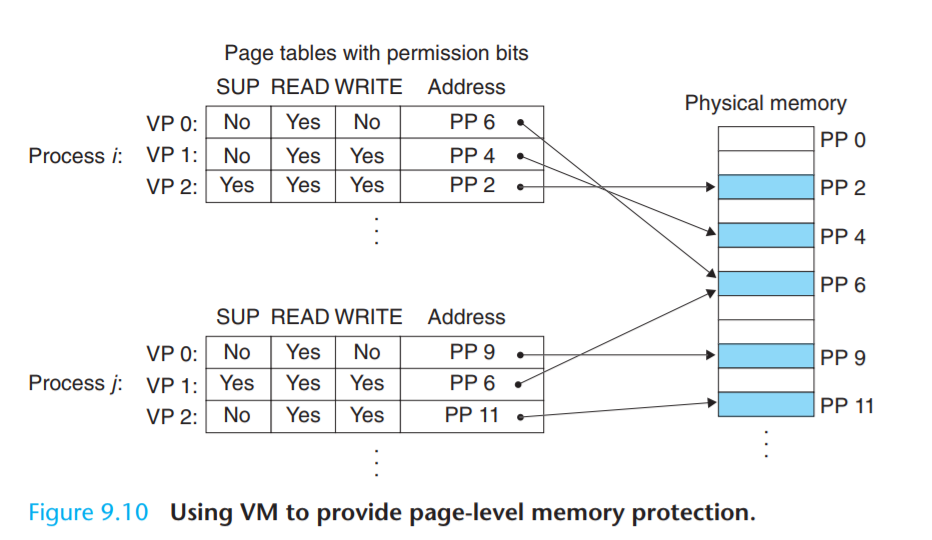 Page tables with permission bits
SUP READ WRITE Address
Process i:
VP 0: No Yes No PP 6
VP 1: No Yes Yes PP 4
VP 2: Yes Yes Yes PP 2
SUP READ WRITE Address
Process j:
VP 0: No Yes No PP 9
VP 1: Yes Yes Yes PP 6
VP 2: No Yes Yes PP 11
Physical memory
PP 0
PP 2
PP 4
PP 6
PP 9
PP 11
Figure 9.10 Using VM to provide page-level memory protection.